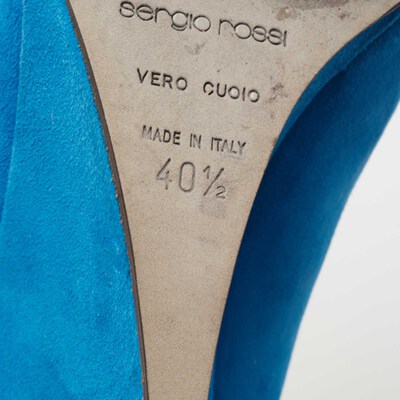 sergio rossi
VERO CUOIO
MADE IN ITALY
40½